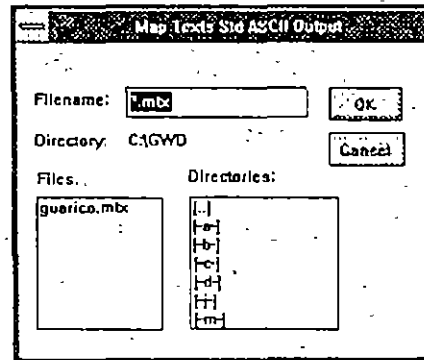 Map Texts Std ASCII Output
Filename:
*.mtx
OK
Directory:
C:\GWD
Cancel
Files..
Directories:
guarico.mtx
[..]
[-a-]
[-b-]
[-c-]
[-d-]
[-j-]
[-m-]